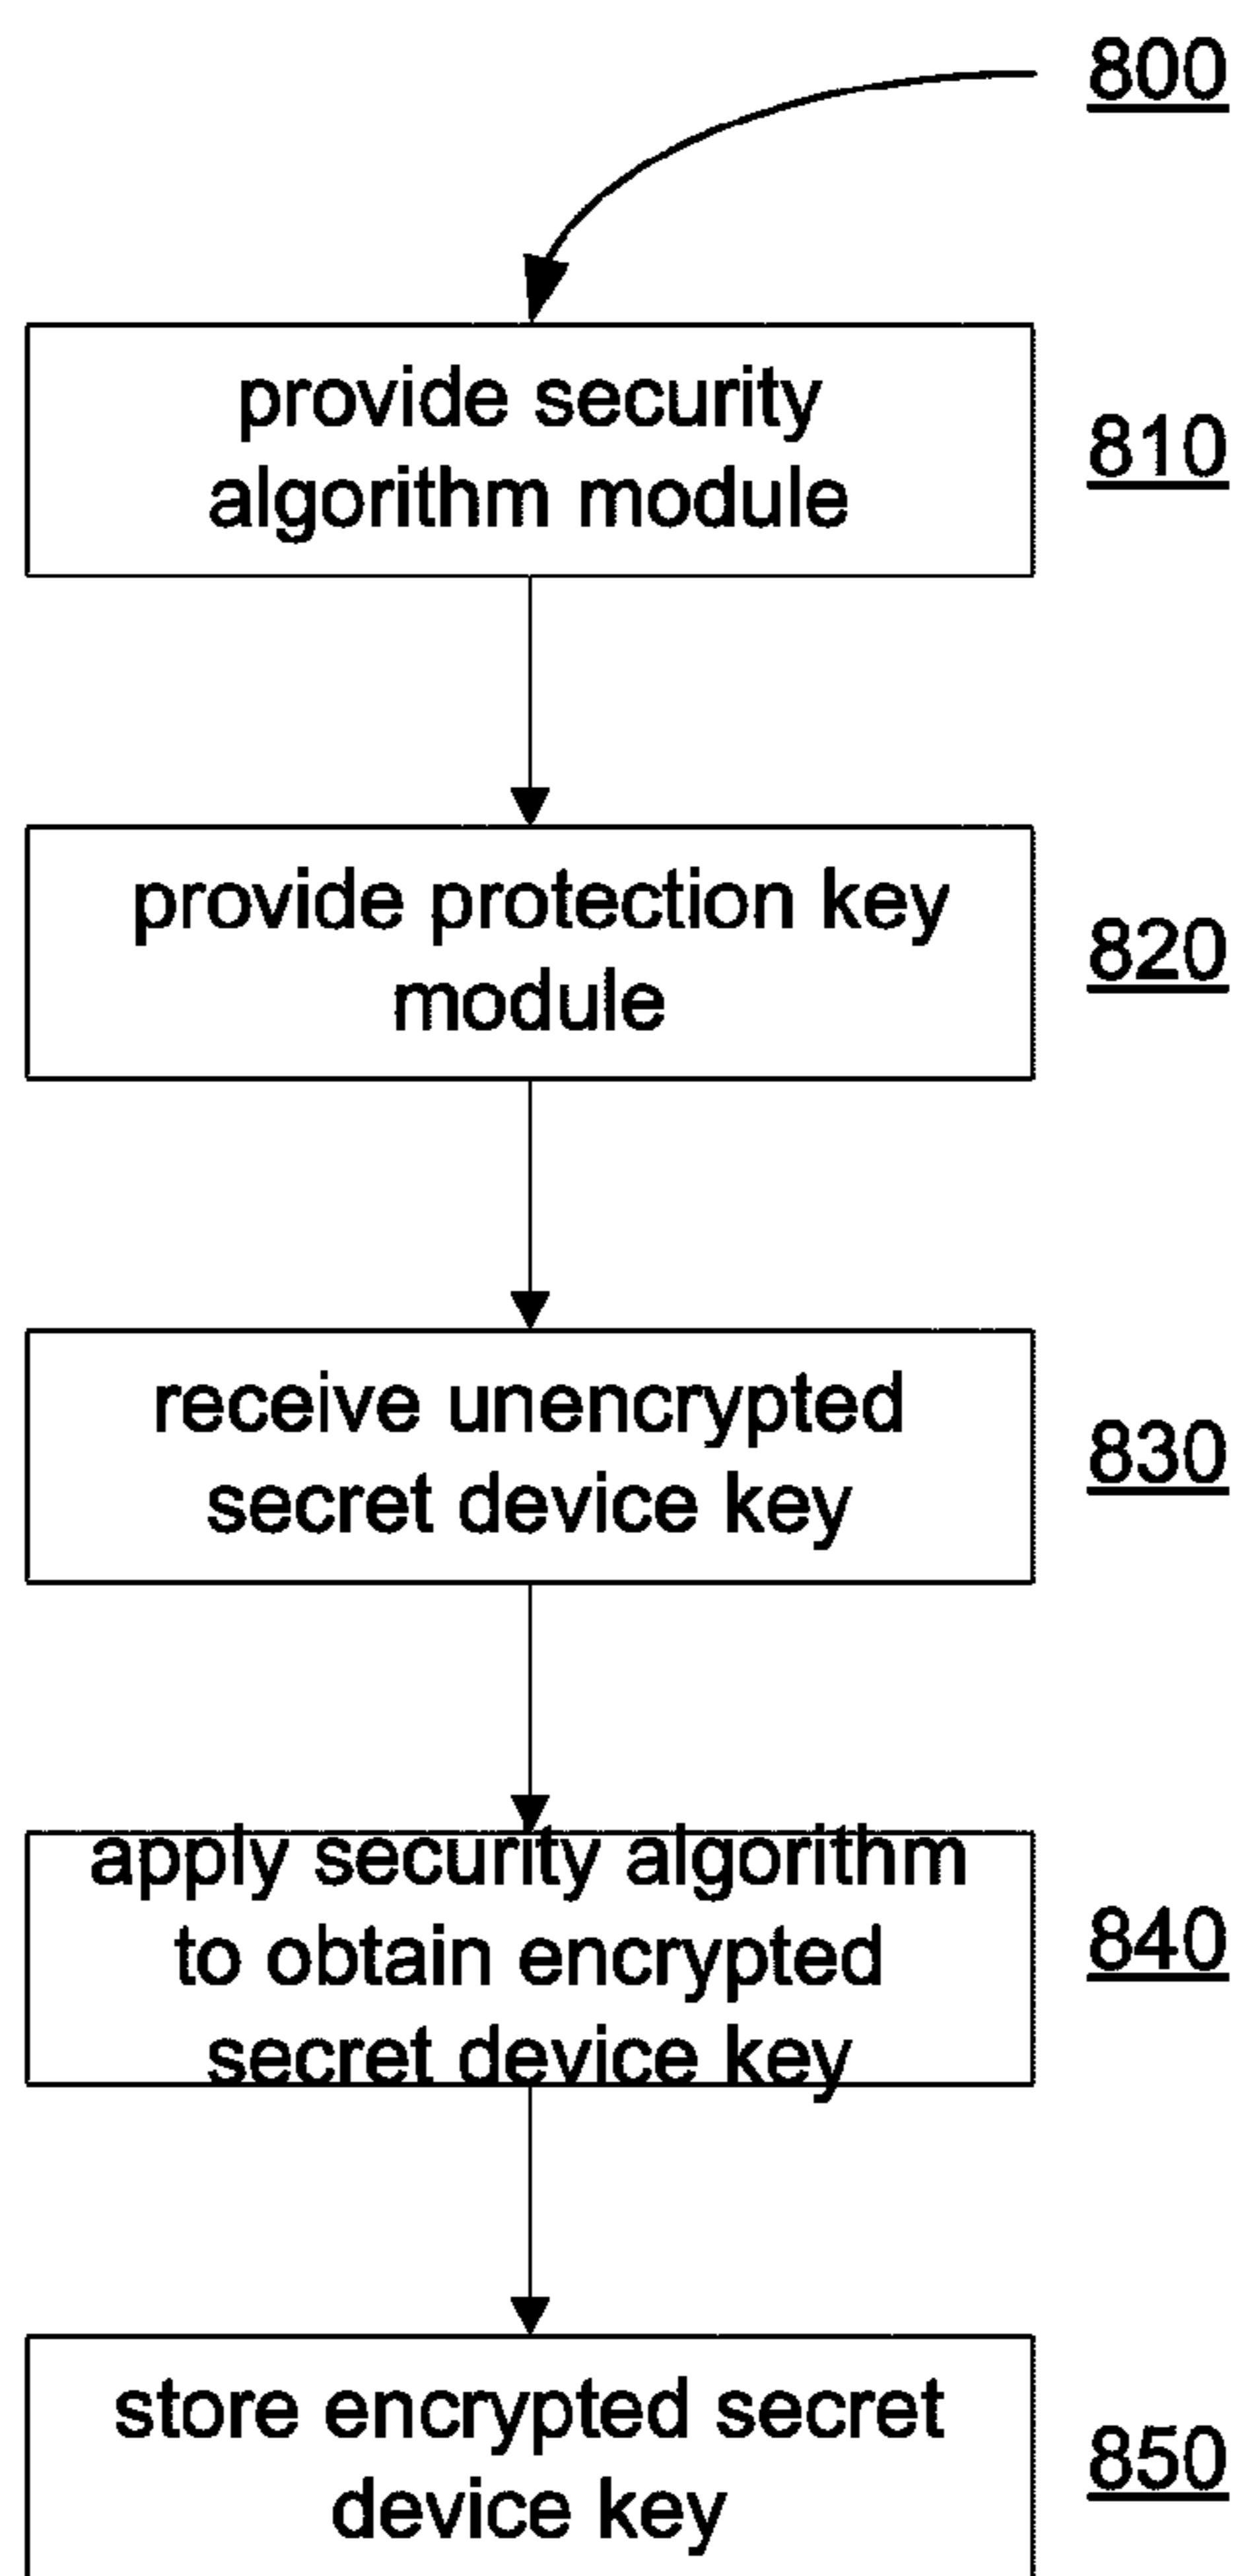 800
provide security
algorithm module
810
provide protection key
module
820
receive unencrypted
secret device key
830
apply security algorithm
to obtain encrypted
secret device key
840
store encrypted secret
device key
850